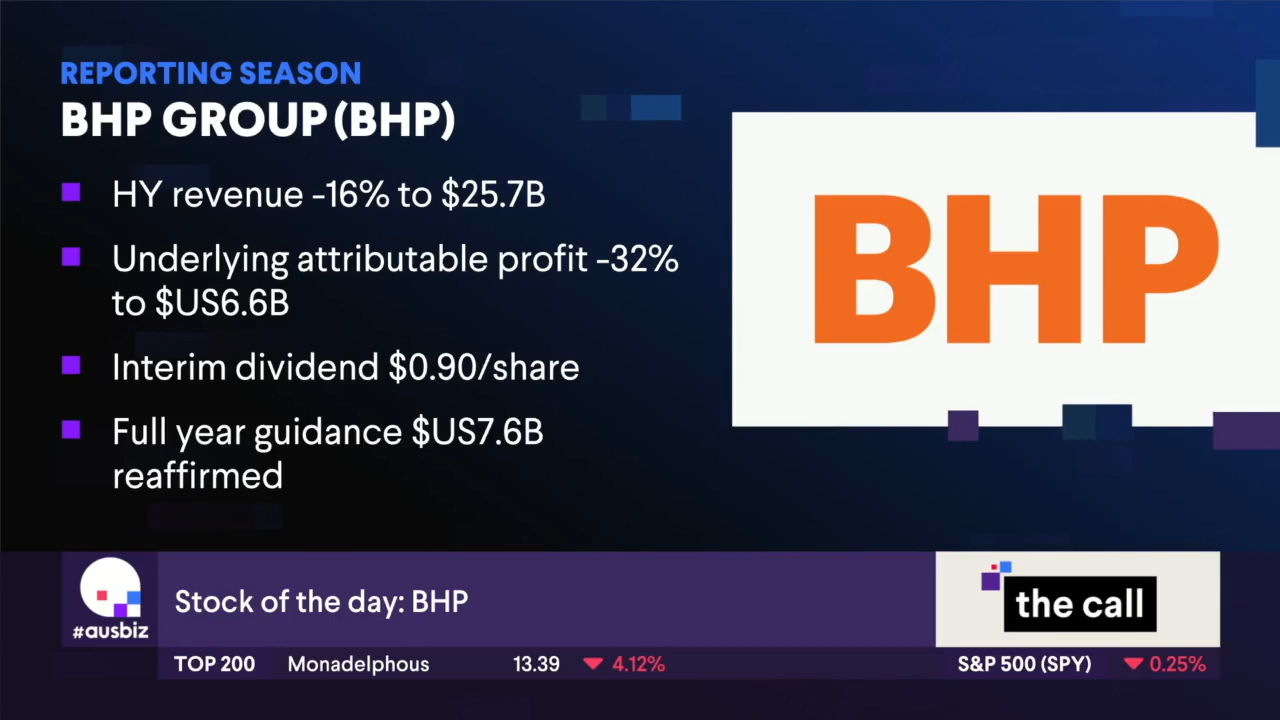 REPORTING SEASON
BHP GROUP (BHP)
HY revenue -16% to $25.7B
Underlying attributable profit -32%
to $US6.6B
Interim dividend $0.90/share
Full year guidance $US7.6B
reaffirmed
BHP
#ausbiz
Stock of the day: BHP
the call
TOP 200 Monadelphous 13.39 ▼ 4.12% S&P 500 (SPY) ▼ 0.25%